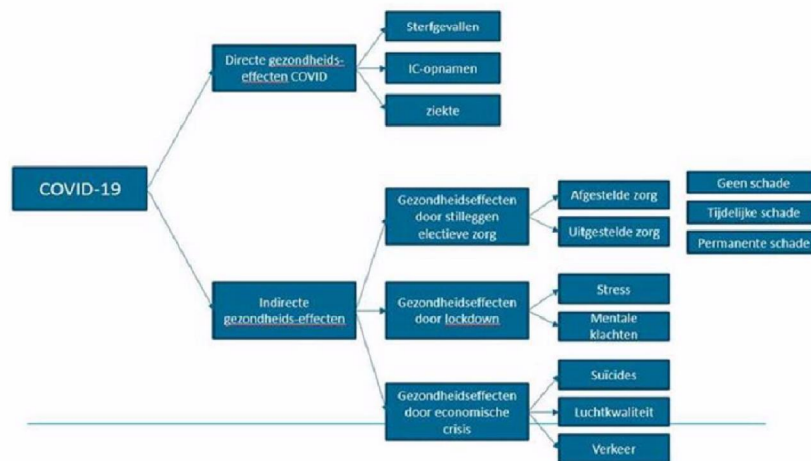 Sterfgevallen
Directe gezondheids-
effecten COVID
IC-opnamen
ziekte
COVID-19
Gezondheidseffecten
door stilleggen
electieve zorg
Afgestelde zorg
Uitgestelde zorg
Geen schade
Tijdelijke schade
Permanente schade
Indirecte
gezondheids-effecten
Gezondheidseffecten
door lockdown
Stress
Mentale
klachten
Gezondheidseffecten
door economische
crisis
Suïcides
Luchtkwaliteit
Verkeer